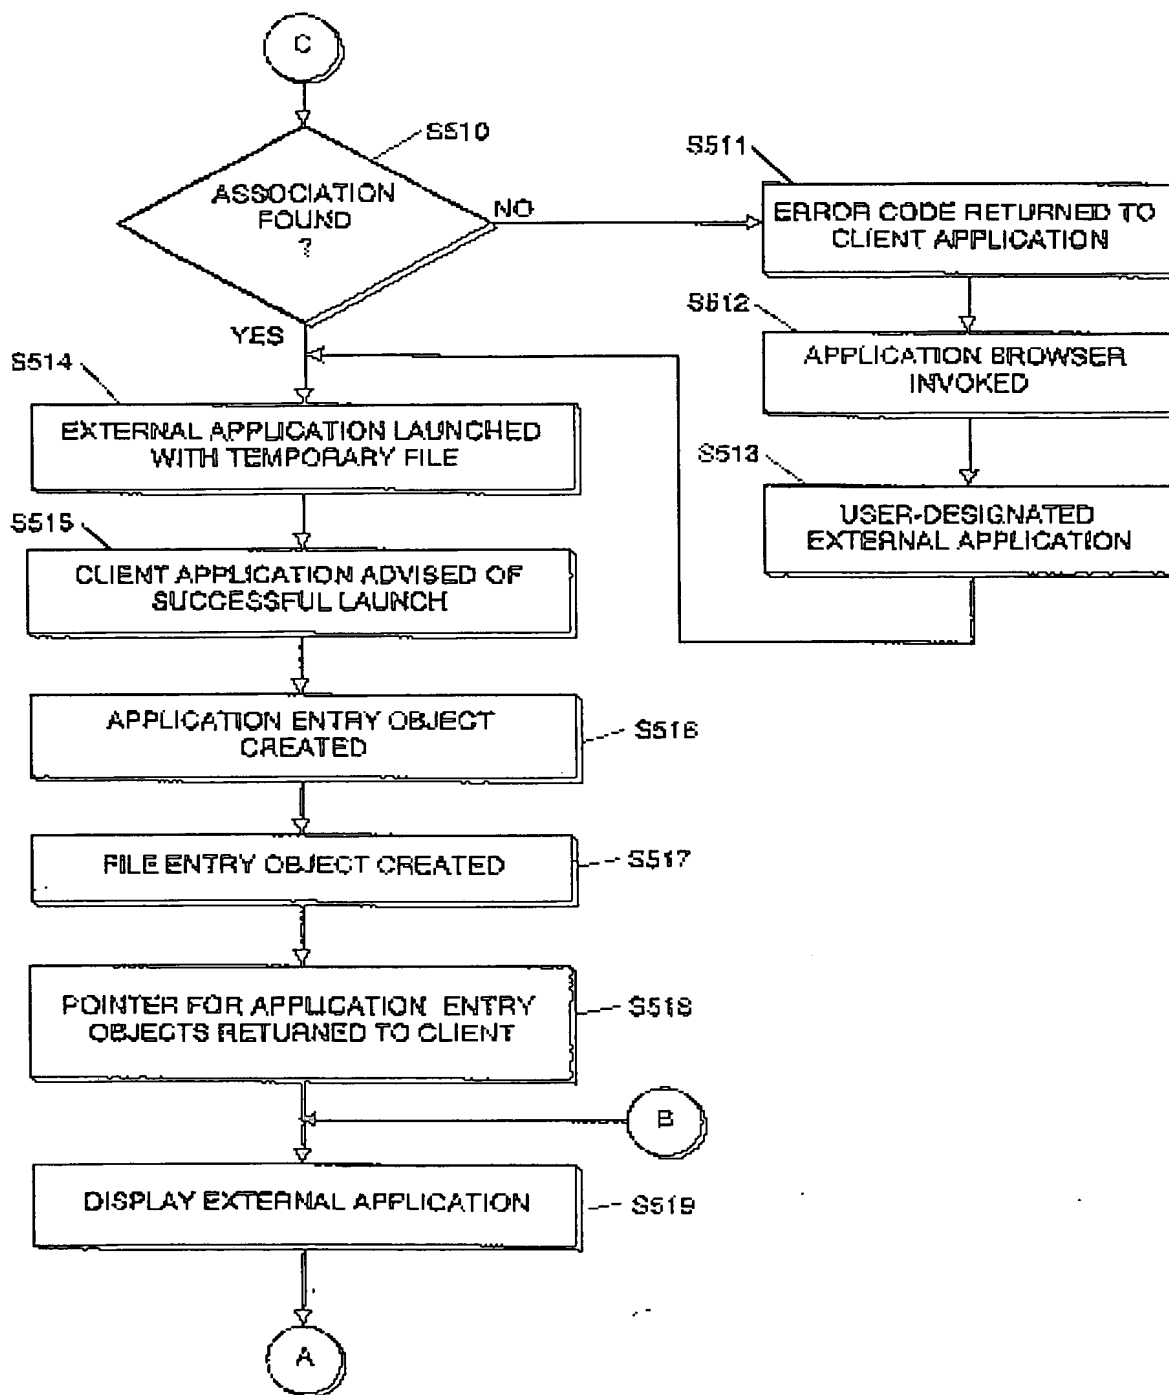 C
S510
ASSOCIATION
FOUND
?
NO
YES
S511
ERROR CODE RETURNED TO
CLIENT APPLICATION
S512
APPLICATION BROWSER
INVOKED
S513
USER-DESIGNATED
EXTERNAL APPLICATION
S514
EXTERNAL APPLICATION LAUNCHED
WITH TEMPORARY FILE
S515
CLIENT APPLICATION ADVISED OF
SUCCESSFUL LAUNCH
APPLICATION ENTRY OBJECT
CREATED
S516
FILE ENTRY OBJECT CREATED
S517
POINTER FOR APPLICATION ENTRY
OBJECTS RETURNED TO CLIENT
S518
B
DISPLAY EXTERNAL APPLICATION
S519
A